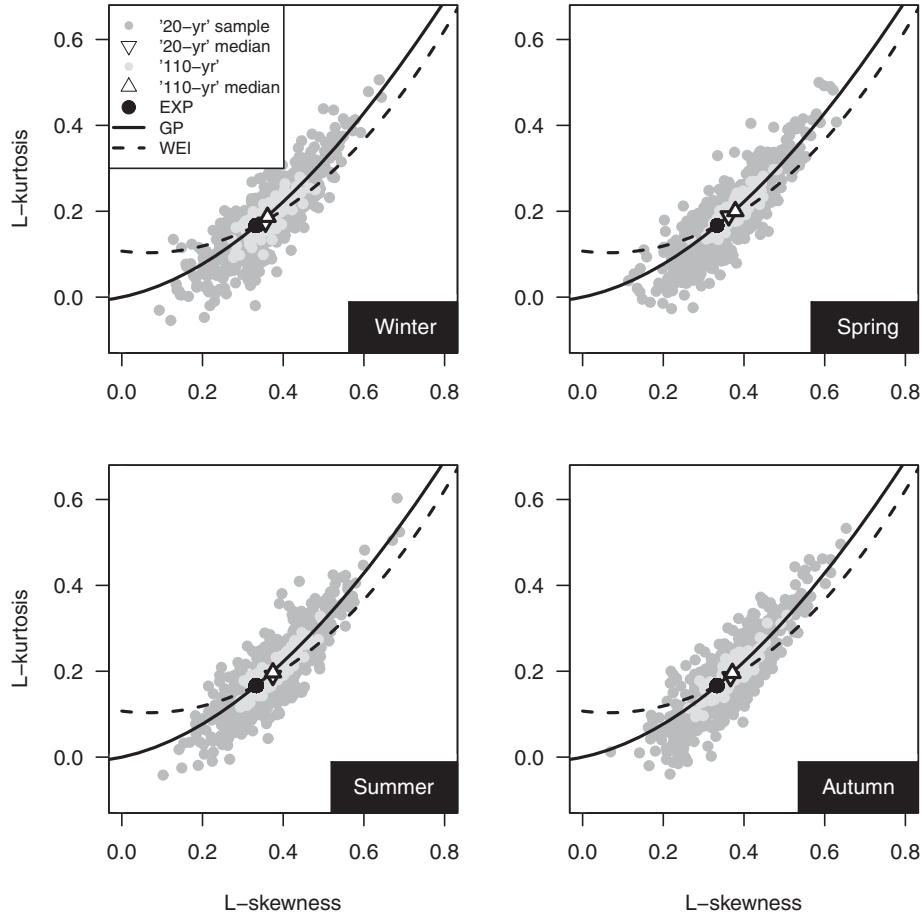 '20−yr' sample
'20−yr' median
'110−yr'
'110−yr' median
EXP
GP
WEI
L−kurtosis
0.6
0.4
0.2
0.0
0.0 0.2 0.4 0.6 0.8
Winter
0.6
0.4
0.2
0.0
0.0 0.2 0.4 0.6 0.8
Spring
L−kurtosis
0.6
0.4
0.2
0.0
0.0 0.2 0.4 0.6 0.8
Summer
L−skewness
0.6
0.4
0.2
0.0
0.0 0.2 0.4 0.6 0.8
Autumn
L−skewness